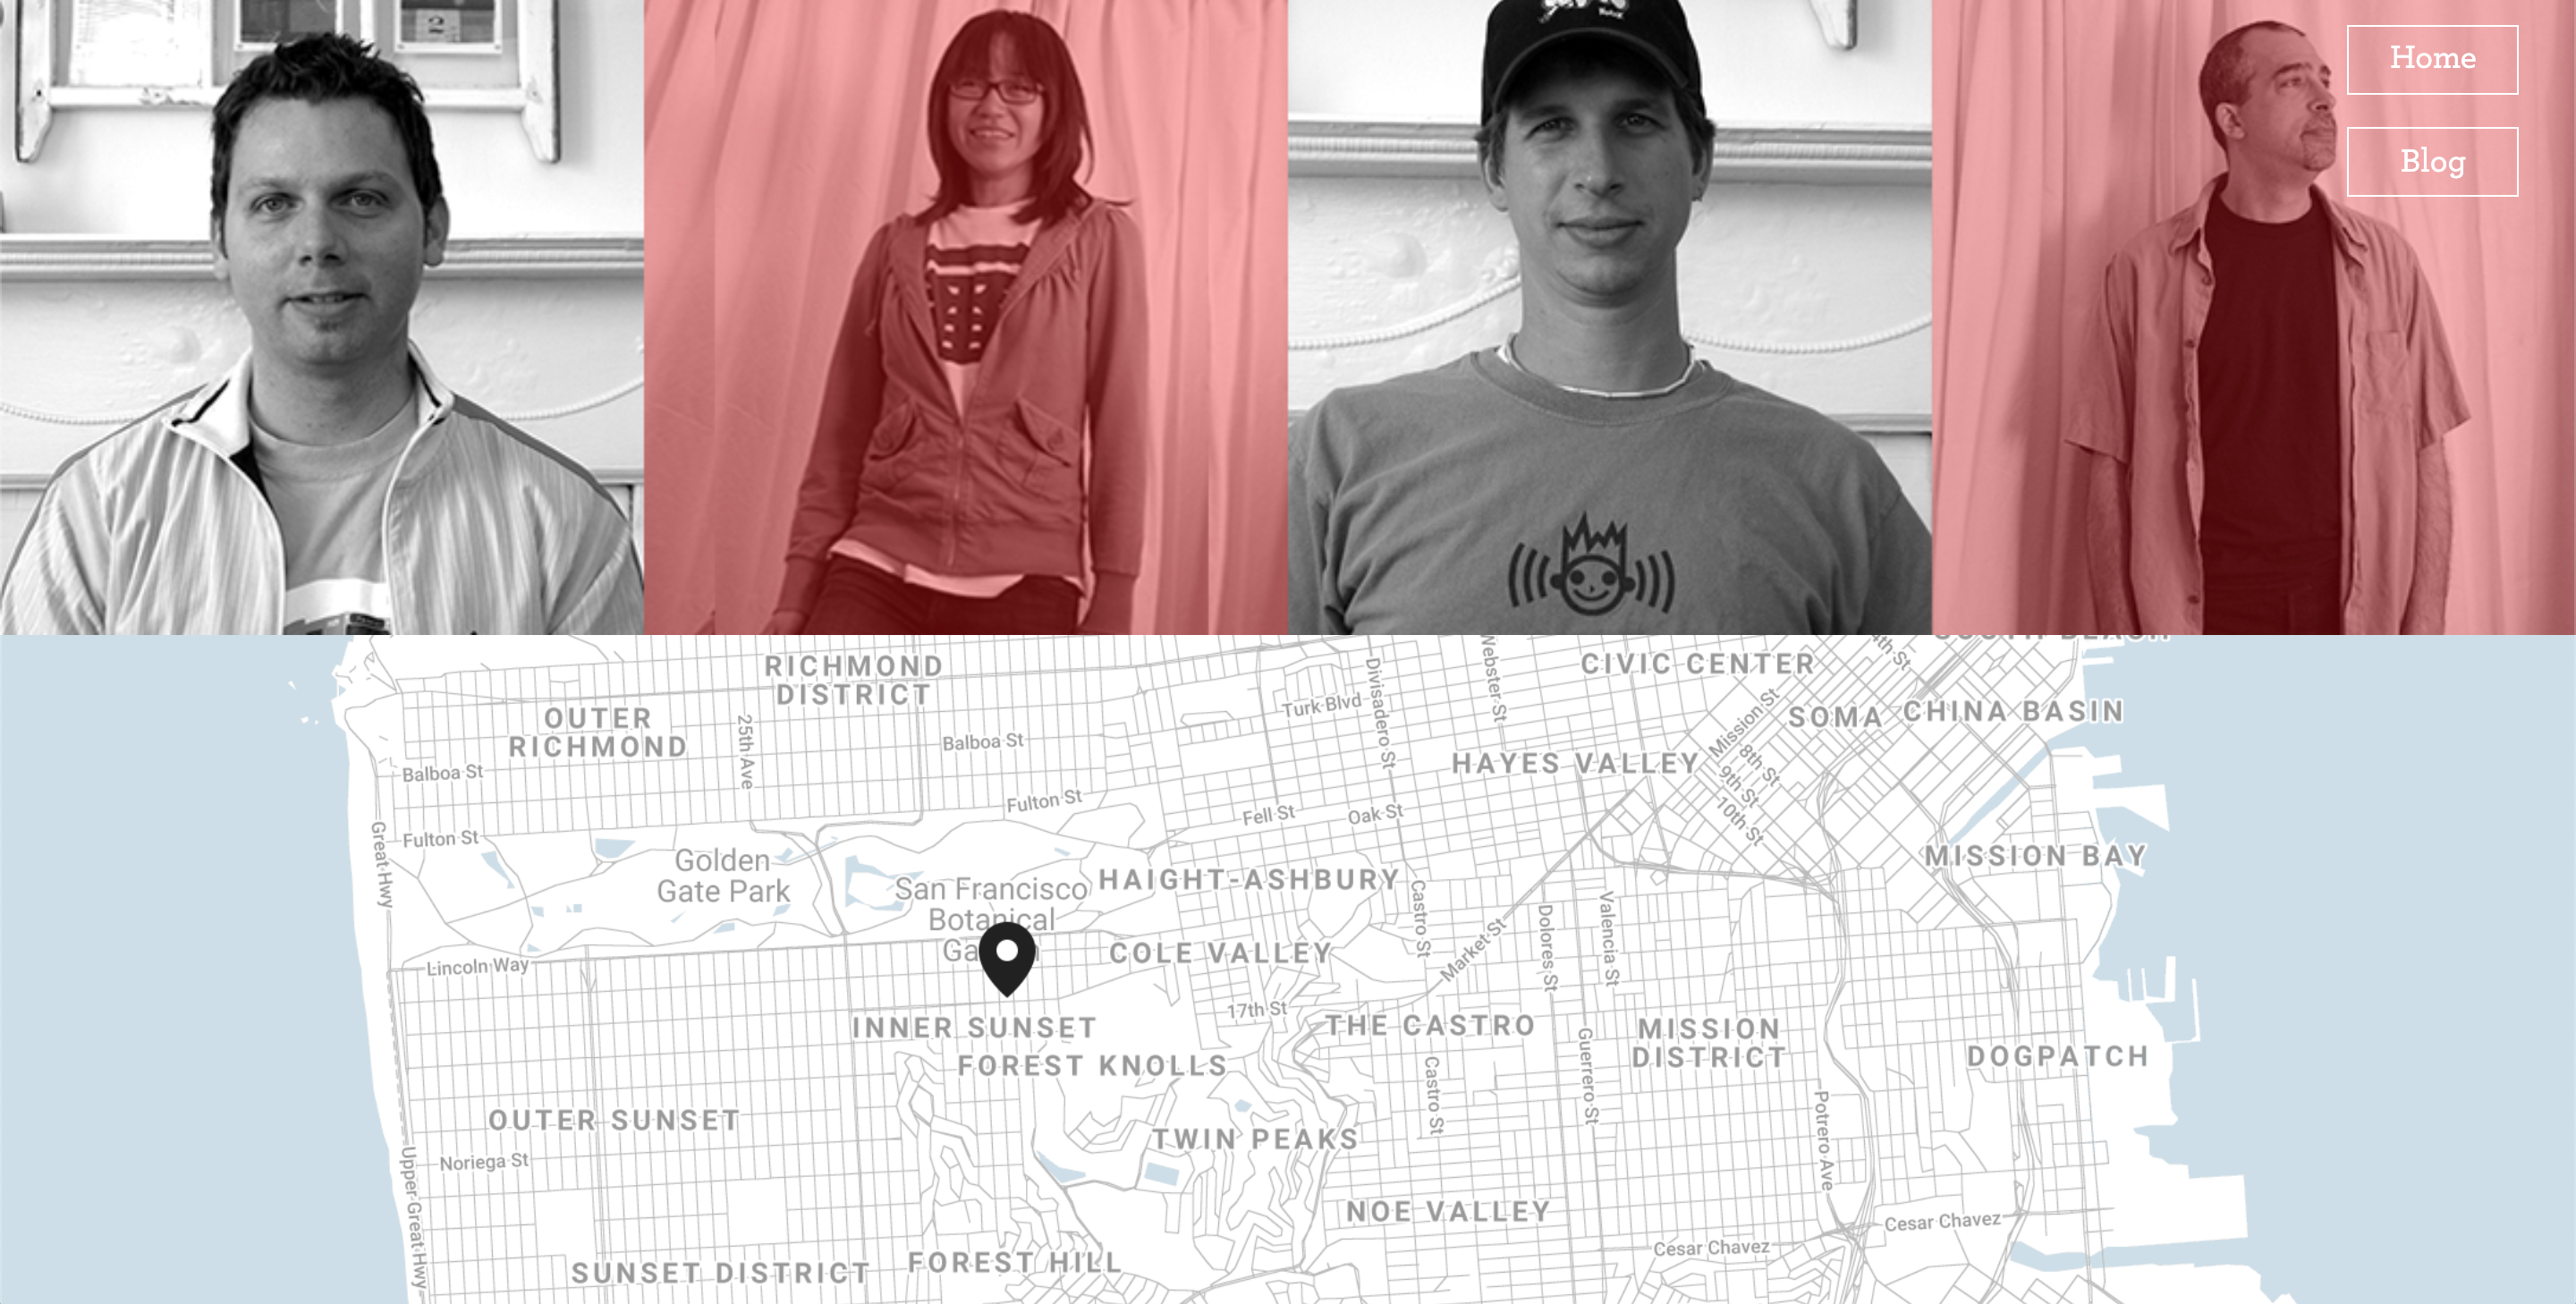 2
Home
Blog
RICHMOND
DISTRICT
CIVIC CENTER
4th St
Webster St
Divisadero St
Turk Blvd
OUTER
RICHMOND
25th Ave
Balboa St
Mission St
SOMA
CHINA BASIN
Balboa St
HAYES VALLEY
8th St
9th St
10th St
Fulton St
Fell St
Oak St
Great Hwy
Fulton St
Golden
Gate Park
San Francisco
Botanical
HAIGHT-ASHBURY
MISSION BAY
Castro St
Market St
Dolores St
Valencia St
COLE VALLEY
Lincoln Way
17th St
INNER SUNSET
THE CASTRO
MISSION
DISTRICT
FOREST KNOLLS
DOGPATCH
Castro St
Guerrero St
OUTER SUNSET
TWIN PEAKS
Potrero Ave
Noriega St
Upper Great Hwy
NOE VALLEY
Cesar Chavez
Cesar Chavez
SUNSET DISTRICT
FOREST HILL